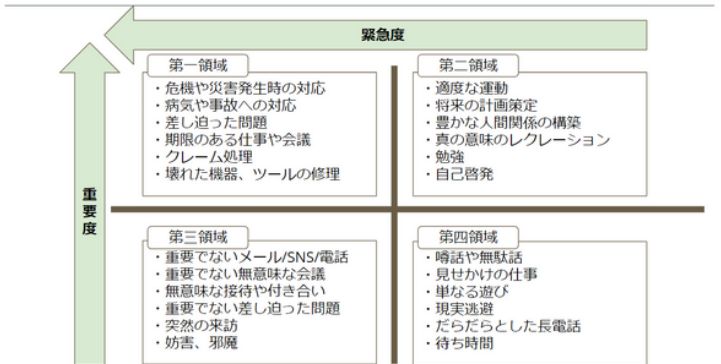 緊急度
重要度
第一領域
・危機や災害発生時の対応
・病気や事故への対応
・差し迫った問題
・期限のある仕事や会議
・クレーム処理
・壊れた機器、ツールの修理
第二領域
・適度な運動
・将来の計画策定
・豊かな人間関係の構築
・真の意味のレクレーション
・勉強
・自己啓発
第三領域
・重要でないメール/SNS/電話
・重要でない無意味な会議
・無意味な接待や付き合い
・重要でない差し迫った問題
・突然の来訪
・妨害、邪魔
第四領域
・噂話や無駄話
・見せかけの仕事
・単なる遊び
・現実逃避
・だらだらとした長電話
・待ち時間